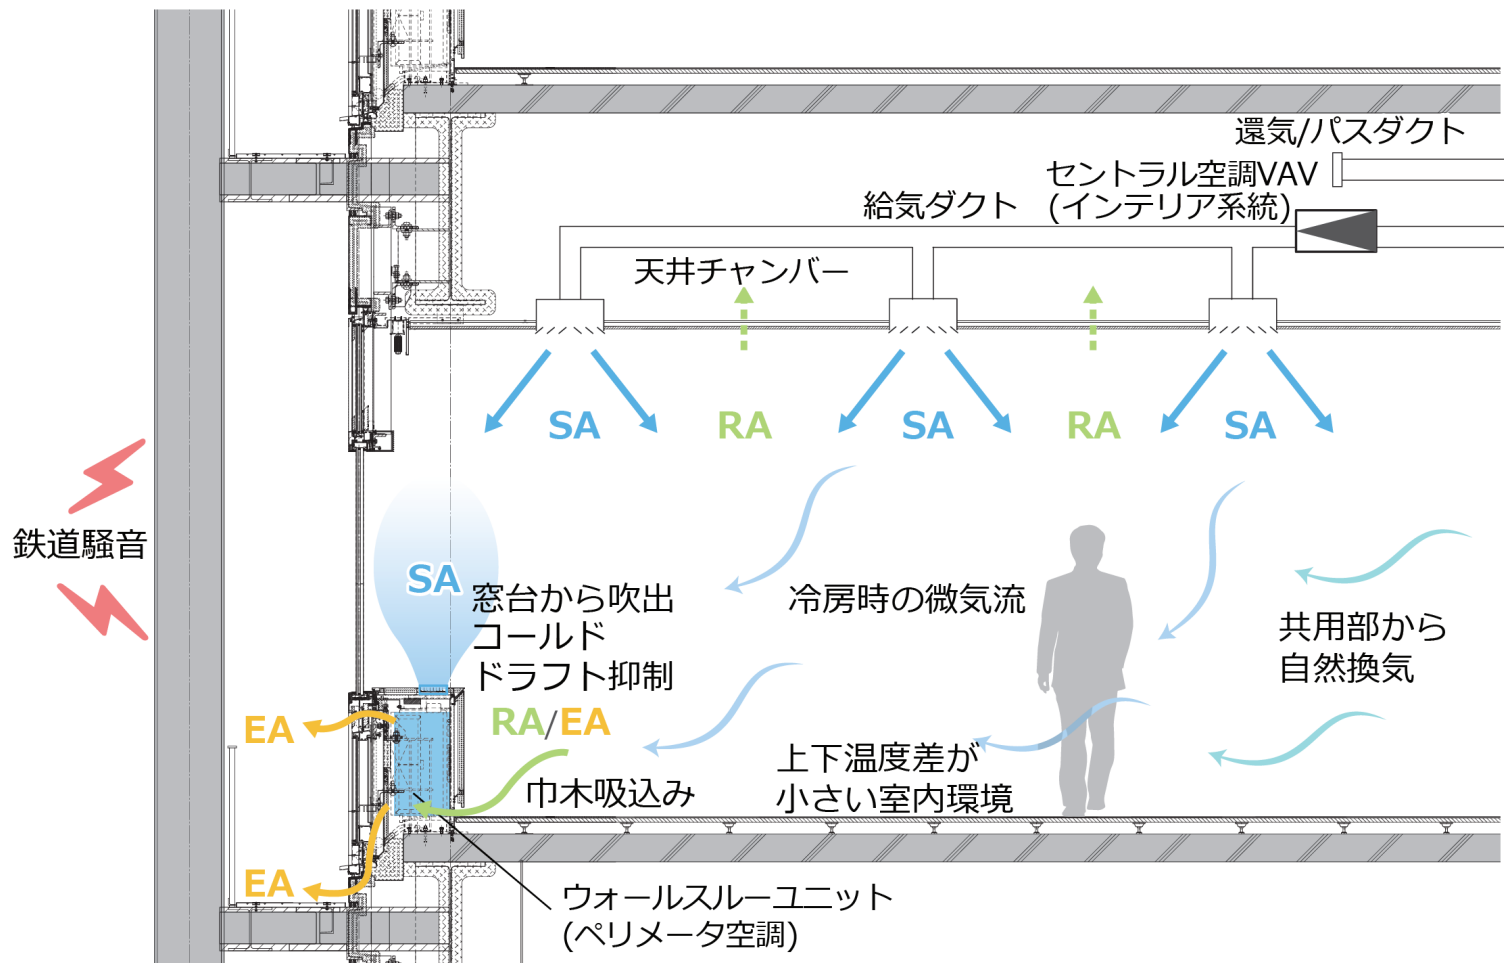 還気/パスダクト
セントラル空調VAV
(インテリア系統)
給気ダクト
天井チャンバー
SA
RA
SA
RA
SA
鉄道騒音
SA
窓台から吹出
コールド
ドラフト抑制
冷房時の微気流
共用部から
自然換気
RA/EA
EA
巾木吸込み
上下温度差が
小さい室内環境
EA
ウォールスルーユニット
(ペリメータ空調)